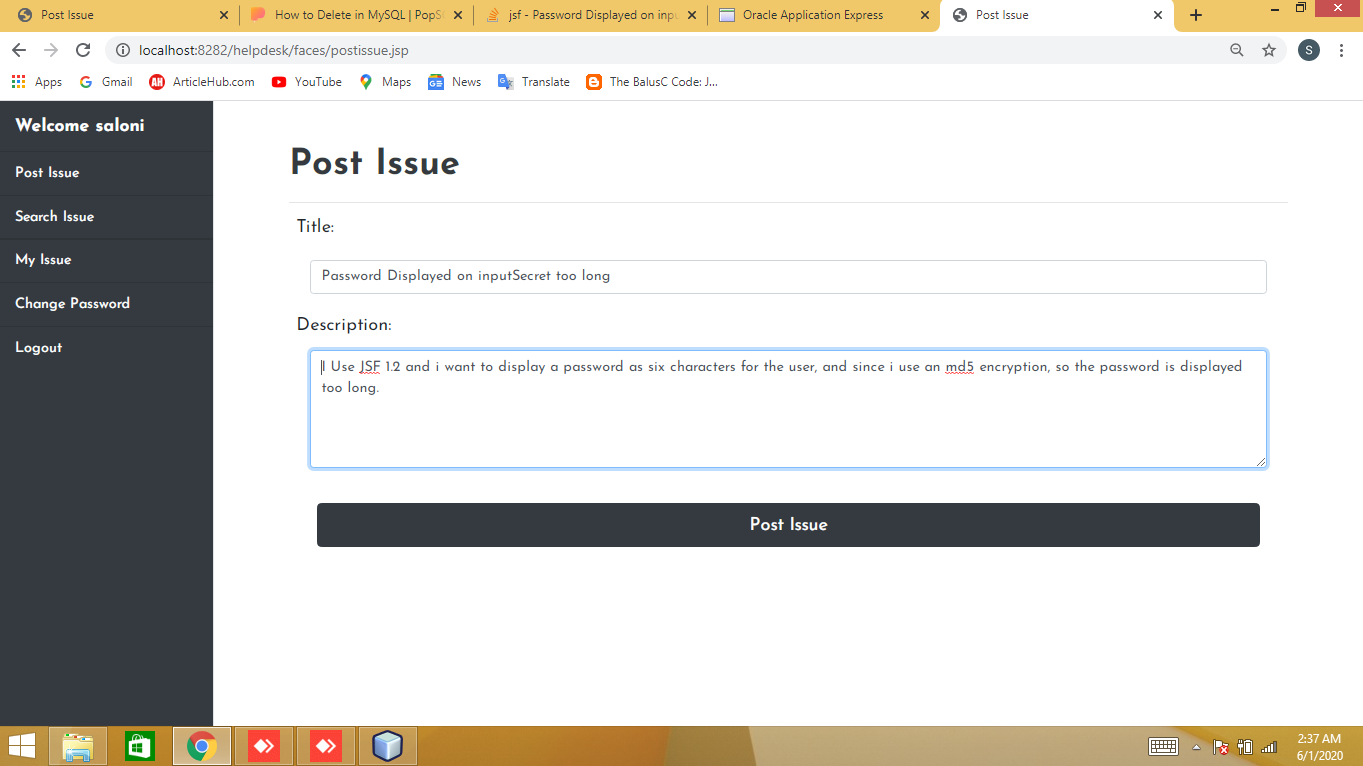 Post Issue
How to Delete in MySQL | PopS
jsf - Password Displayed on inpu
Oracle Application Express
Post Issue
localhost:8282/helpdesk/faces/postissue.jsp
S
Apps
Gmail
AH
ArticleHub.com
YouTube
Maps
GE
News
Translate
The BalusC Code: J...
Welcome saloni
Post Issue
Search Issue
My Issue
Change Password
Logout
Post Issue
Title:
Password Displayed on inputSecret too long
Description:
I Use JSF 1.2 and i want to display a password as six characters for the user, and since i use an md5 encryption, so the password is displayed
too long.
Post Issue
2:37 AM
6/1/2020